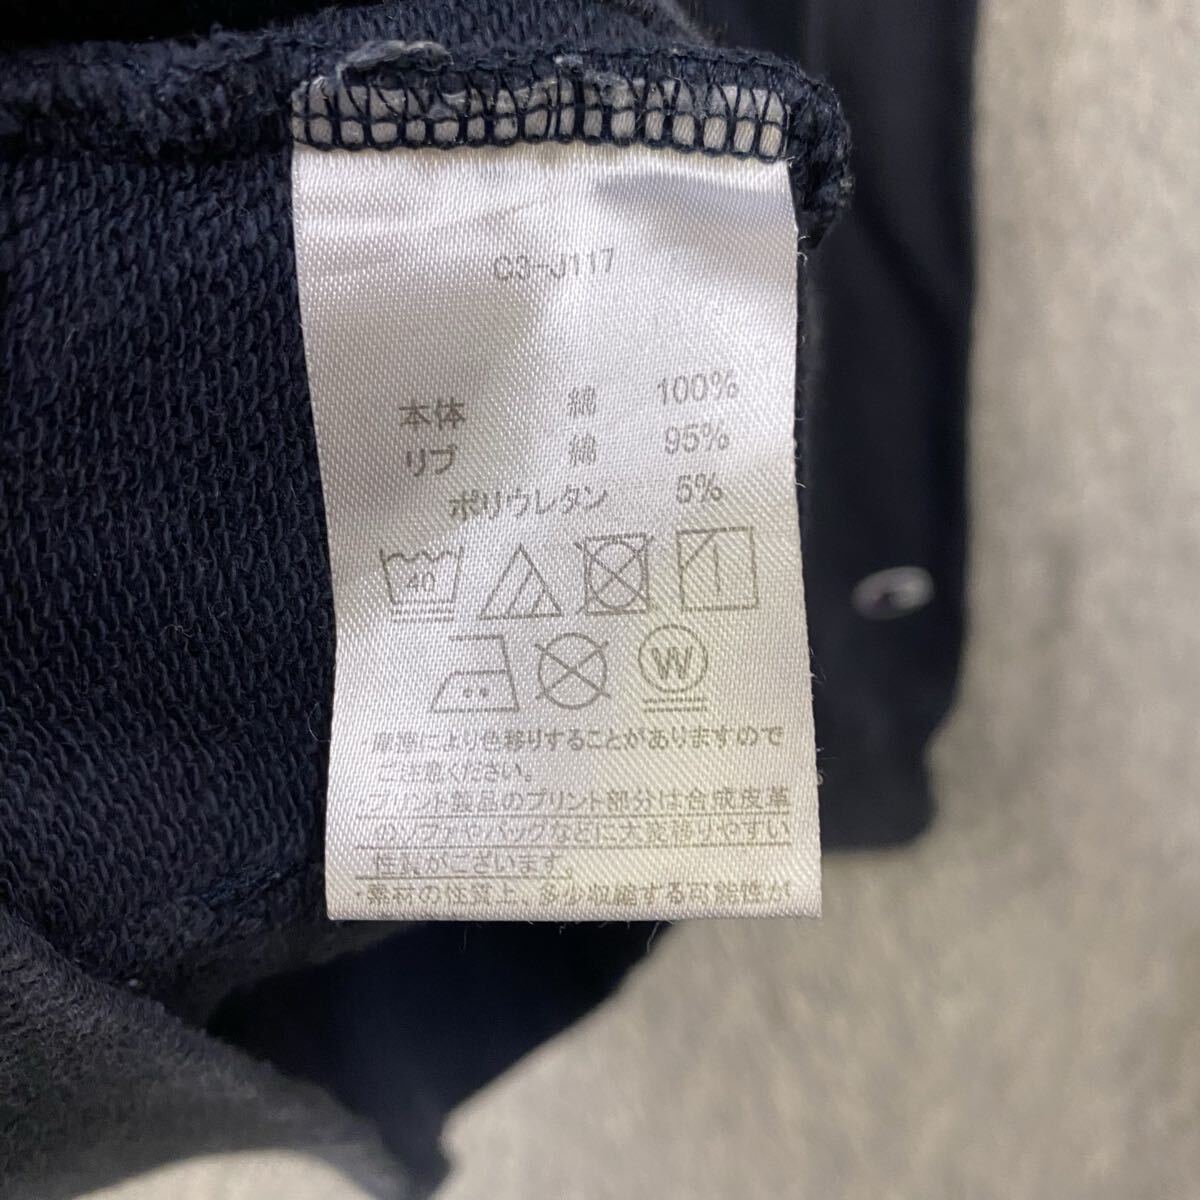 C3-J117
本体 綿 100%
リブ 綿 95%
ポリウレタン 5%
40
W
摩擦により色移りすることがありますので
ご注意ください。
・プリント製品のプリント部分は合成皮革
のソファやバッグなどに大変移りやすい
性質がございます。
・素材の性質上、多少収縮する可能性が